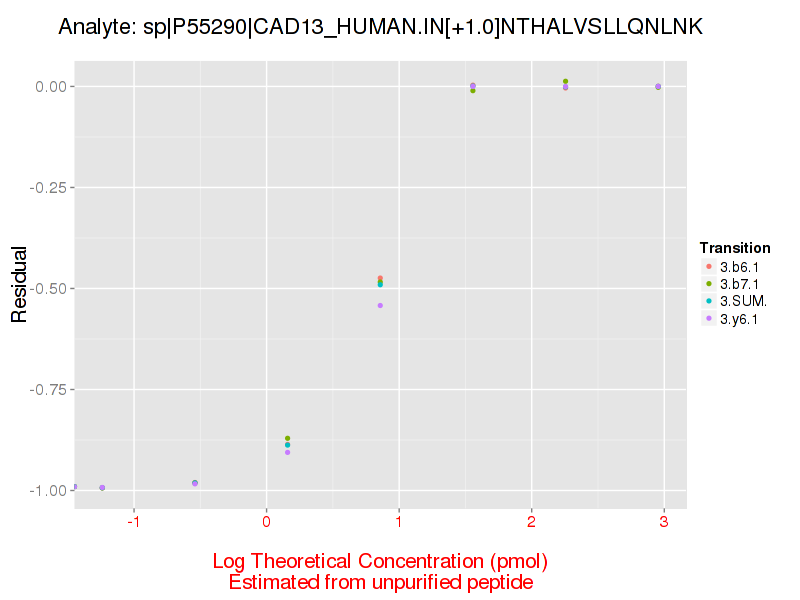 Analyte: sp|P55290|CAD13_HUMAN.IN[+1.0]NTHALVSLLQNLNK
Residual
0.00
-0.25
-0.50
-0.75
-1.00
-1
0
1
2
3
Log Theoretical Concentration (pmol)
Estimated from unpurified peptide
Transition
3.b6.1
3.b7.1
3.SUM.
3.y6.1